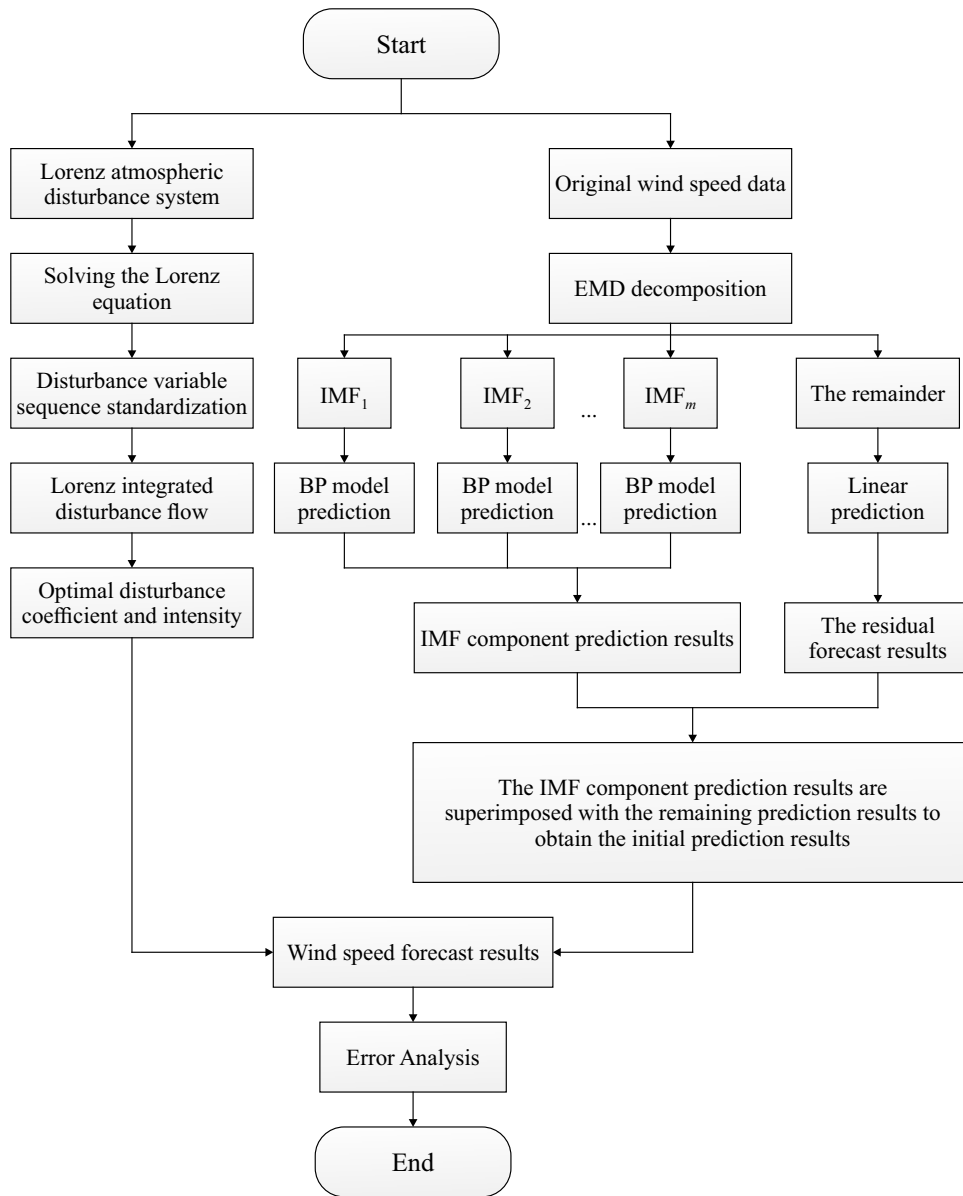 Start
Lorenz atmospheric
disturbance system
Original wind speed data
Solving the Lorenz
equation
EMD decomposition
Disturbance variable
sequence standardization
IMF1
IMF2
...
IMFm
The remainder
Lorenz integrated
disturbance flow
BP model
prediction
BP model
prediction
...
BP model
prediction
Linear
prediction
Optimal disturbance
coefficient and intensity
IMF component prediction results
The residual
forecast results
The IMF component prediction results are
superimposed with the remaining prediction results to
obtain the initial prediction results
Wind speed forecast results
Error Analysis
End